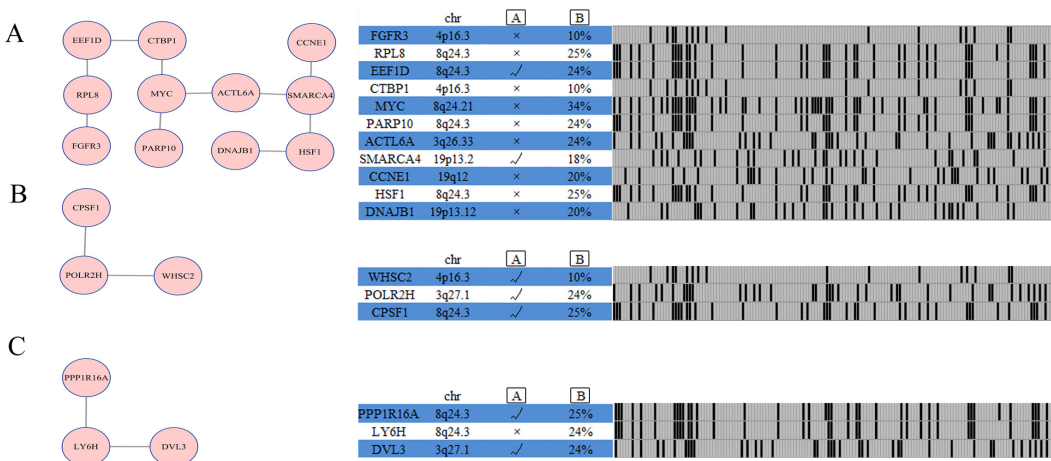 A
EEF1D CTBP1 CCNE1
RPL8 MYC ACTL6A SMARCA4
FGFR3 PARP10 DNAJB1 HSF1
chr A B
FGFR3 4p16.3 × 10%
RPL8 8q24.3 × 25%
EEF1D 8q24.3 ✓ 24%
CTBP1 4p16.3 × 10%
MYC 8q24.21 × 34%
PARP10 8q24.3 × 24%
ACTL6A 3q26.33 × 24%
SMARCA4 19p13.2 ✓ 18%
CCNE1 19q12 × 20%
HSF1 8q24.3 × 25%
DNAJB1 19p13.12 × 20%
B
CPSF1
POLR2H WHSC2
chr A B
WHSC2 4p16.3 ✓ 10%
POLR2H 3q27.1 ✓ 24%
CPSF1 8q24.3 ✓ 25%
C
PPP1R16A
LY6H DVL3
chr A B
PPP1R16A 8q24.3 ✓ 25%
LY6H 8q24.3 × 24%
DVL3 3q27.1 ✓ 24%